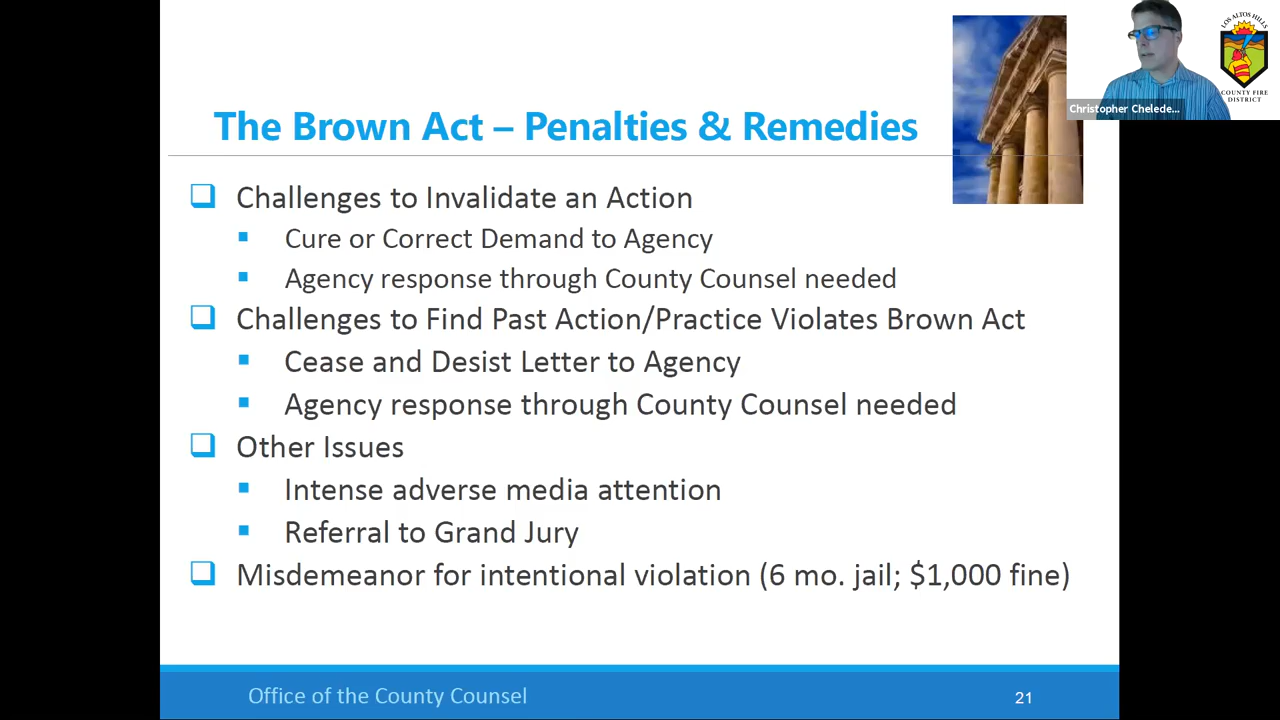 LOS ALTOS HILLS
COUNTY FIRE
DISTRICT
Christopher Chelede...
The Brown Act – Penalties & Remedies
Challenges to Invalidate an Action
Cure or Correct Demand to Agency
Agency response through County Counsel needed
Challenges to Find Past Action/Practice Violates Brown Act
Cease and Desist Letter to Agency
Agency response through County Counsel needed
Other Issues
Intense adverse media attention
Referral to Grand Jury
Misdemeanor for intentional violation (6 mo. jail; $1,000 fine)
Office of the County Counsel
21